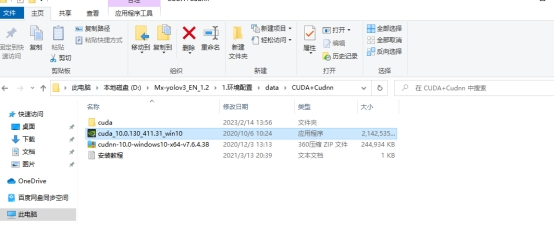 管理
CUDA+Cudnn
文件
主页
共享
查看
应用程序工具
固定到快速访问
复制
粘贴
复制路径
粘贴快捷方式
剪切
移动到
复制到
删除
重命名
新建文件夹
新建项目
轻松访问
属性
打开
编辑
历史记录
全部选择
全部取消
反向选择
剪贴板
组织
新建
打开
选择
此电脑 > 本地磁盘 (D:) > Mx-yolov3_EN_1.2 > 1.环境配置 > data > CUDA+Cudnn
在 CUDA+Cudnn 中搜索
名称 修改日期 类型 大小
快速访问
桌面
下载
文档
图片
OneDrive
百度网盘同步空间
此电脑
cuda 2023/2/14 13:56 文件夹
cuda_10.0.130_411.31_win10 2020/10/6 10:24 应用程序 2,142,535...
cudnn-10.0-windows10-x64-v7.6.4.38 2020/12/3 13:13 360压缩 ZIP 文件 244,934 KB
安装教程 2021/3/13 20:39 文本文档 1 KB